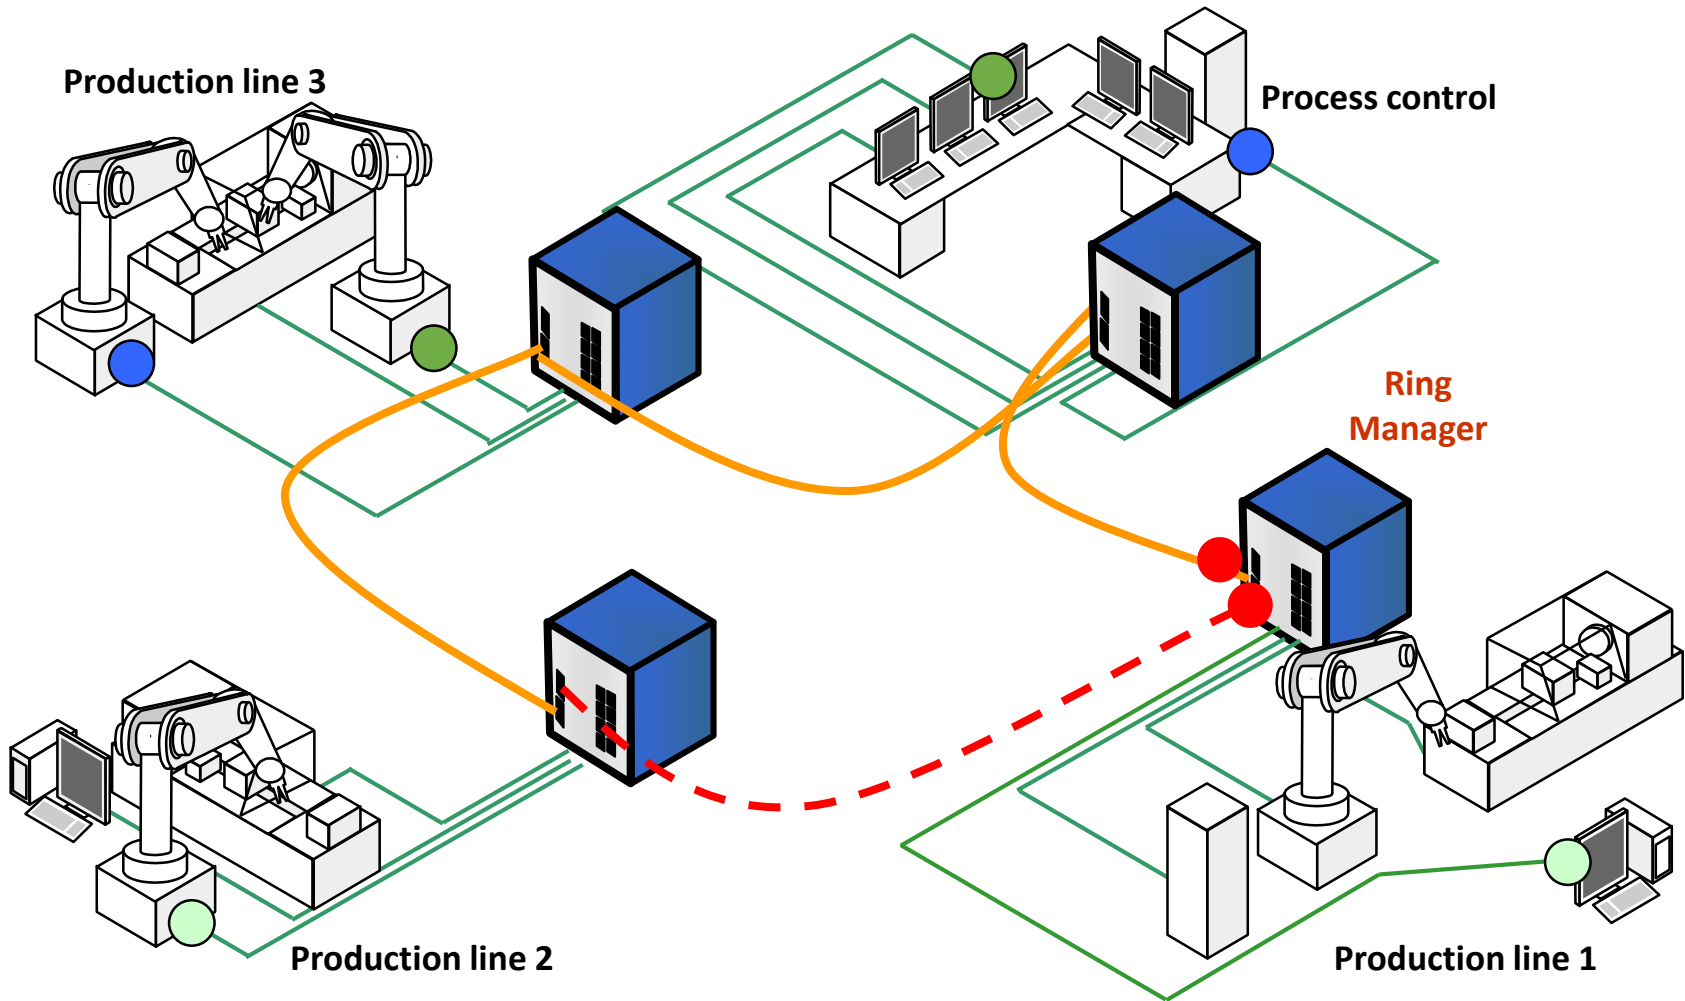 Production line 3
Process control
Ring
Manager
Production line 2
Production line 1